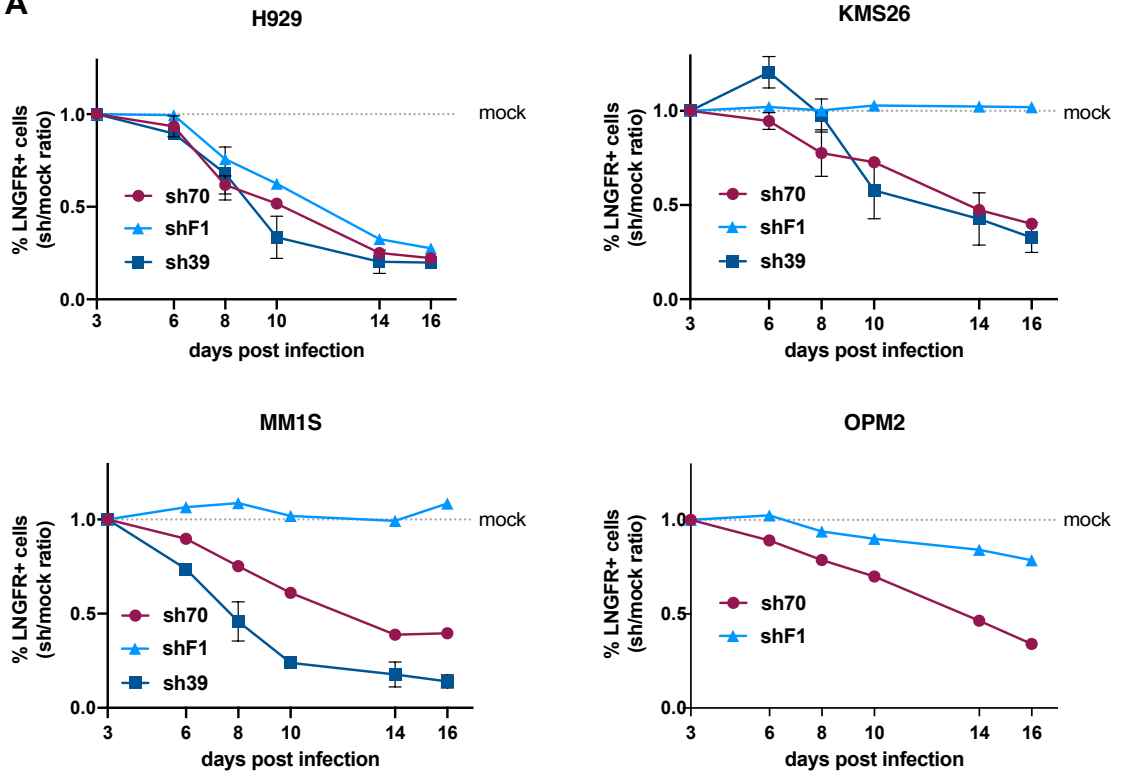 A
H929
% LNGFR+ cells
(sh/mock ratio)
1.0
0.5
0.0
mock
sh70
shF1
sh39
3 6 8 10 14 16
days post infection
KMS26
% LNGFR+ cells
(sh/mock ratio)
1.0
0.5
0.0
mock
sh70
shF1
sh39
3 6 8 10 14 16
days post infection
MM1S
% LNGFR+ cells
(sh/mock ratio)
1.0
0.5
0.0
mock
sh70
shF1
sh39
3 6 8 10 14 16
days post infection
OPM2
% LNGFR+ cells
(sh/mock ratio)
1.0
0.5
0.0
mock
sh70
shF1
3 6 8 10 14 16
days post infection